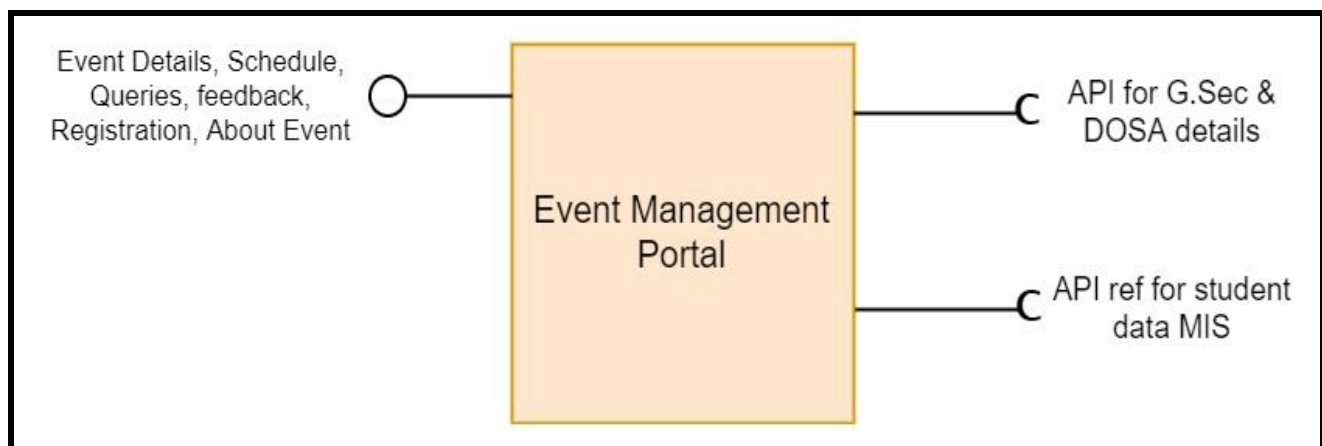 Event Details, Schedule,
Queries, feedback,
Registration, About Event
Event Management
Portal
API for G.Sec &
DOSA details
API ref for student
data MIS